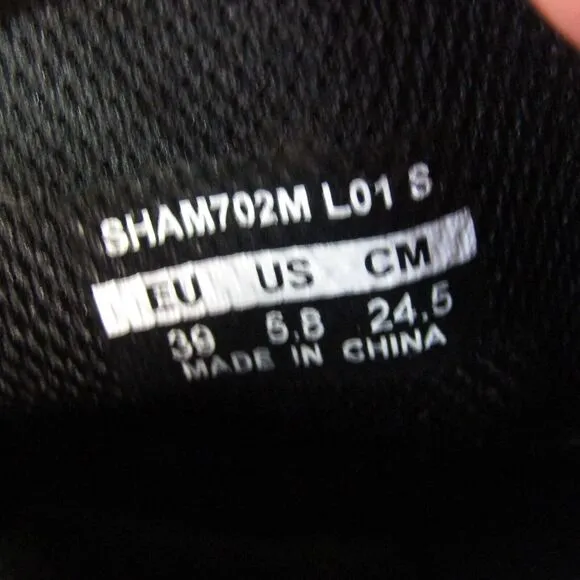 SHAM702M L01 S
EU US CM
39 5.8 24.5
MADE IN CHINA